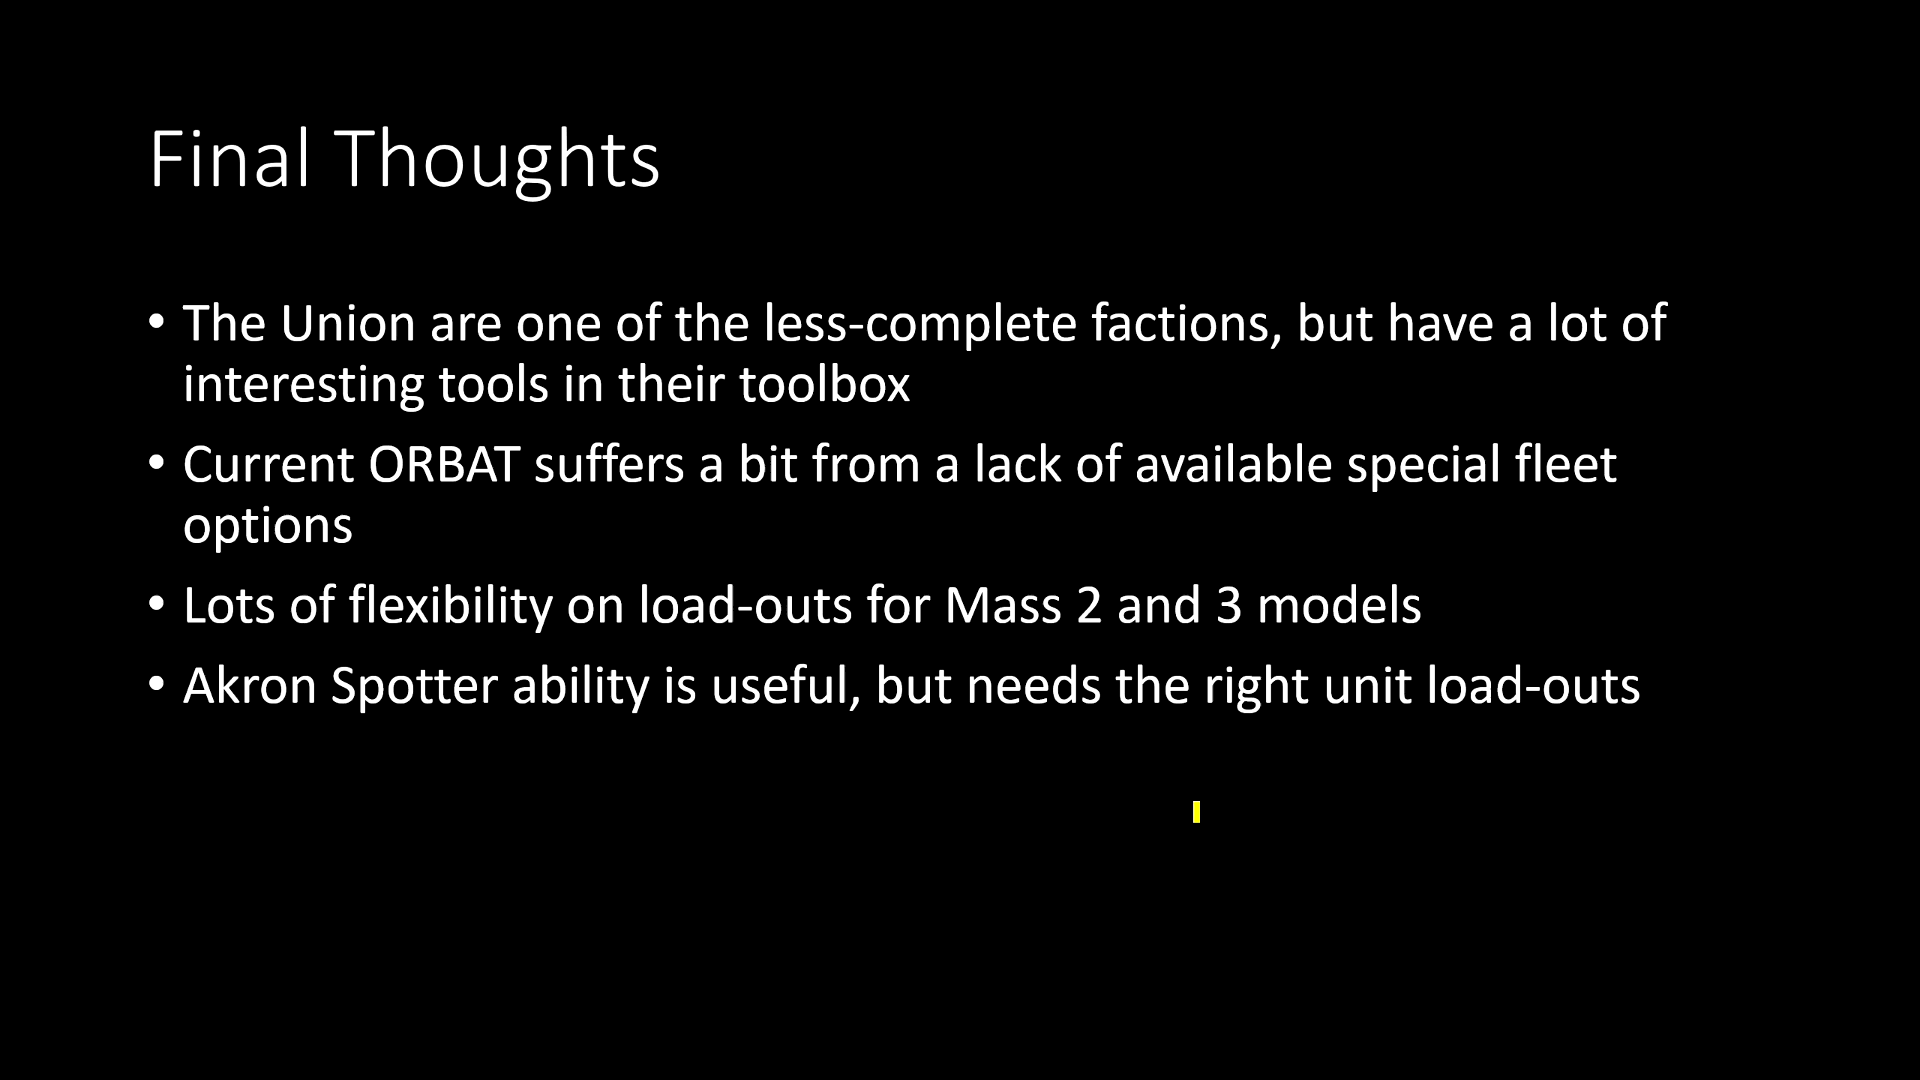 Final Thoughts
• The Union are one of the less-complete factions, but have a lot of
interesting tools in their toolbox
• Current ORBAT suffers a bit from a lack of available special fleet
options
• Lots of flexibility on load-outs for Mass 2 and 3 models
• Akron Spotter ability is useful, but needs the right unit load-outs